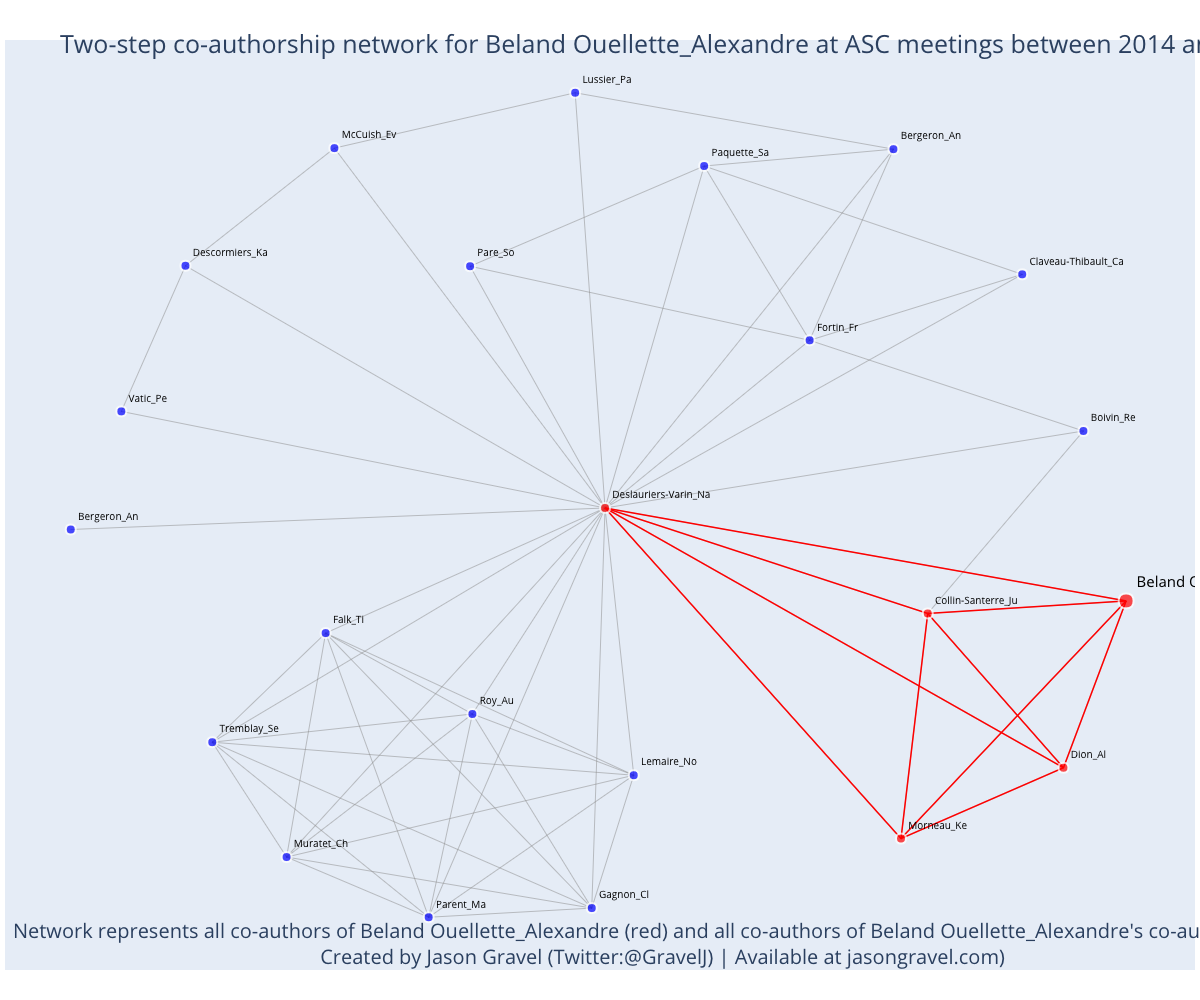 Two-step co-authorship network for Beland Ouellette_Alexandre at ASC meetings between 2014 a
Lussier_Pa
McCuish_Ev
Bergeron_An
Paquette_Sa
Descormiers_Ka
Pare_So
Claveau-Thibault_Ca
Fortin_Fr
Vatic_Pe
Boivin_Re
Deslauriers-Varin_Na
Bergeron_An
Beland O
Collin-Santerre_Ju
Falk_Ti
Roy_Au
Tremblay_Se
Dion_Al
Lemaire_No
Morneau_Ke
Muratet_Ch
Gagnon_Cl
Parent_Ma
Network represents all co-authors of Beland Ouellette_Alexandre (red) and all co-authors of Beland Ouellette_Alexandre's co-au
Created by Jason Gravel (Twitter:@GravelJ) | Available at jasongravel.com)